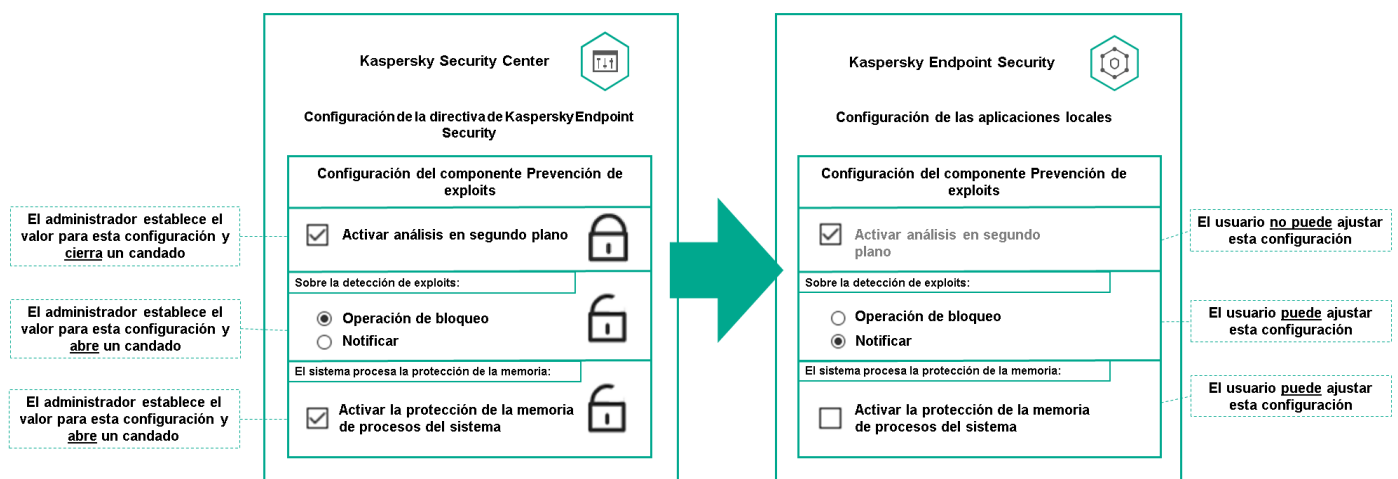 Kaspersky Security Center
Configuración de la directiva de Kaspersky Endpoint
Security
Configuración del componente Prevención de
exploits
El administrador establece el
valor para esta configuración y
cierra un candado
Activar análisis en segundo plano
Sobre la detección de exploits:
El administrador establece el
valor para esta configuración y
abre un candado
Operación de bloqueo
Notificar
El sistema procesa la protección de la memoria:
El administrador establece el
valor para esta configuración y
abre un candado
Activar la protección de la memoria
de procesos del sistema
Kaspersky Endpoint Security
Configuración de las aplicaciones locales
Configuración del componente Prevención de
exploits
Activar análisis en segundo
plano
El usuario no puede ajustar
esta configuración
Sobre la detección de exploits:
Operación de bloqueo
Notificar
El usuario puede ajustar
esta configuración
El sistema procesa la protección de la memoria:
Activar la protección de la memoria
de procesos del sistema
El usuario puede ajustar
esta configuración